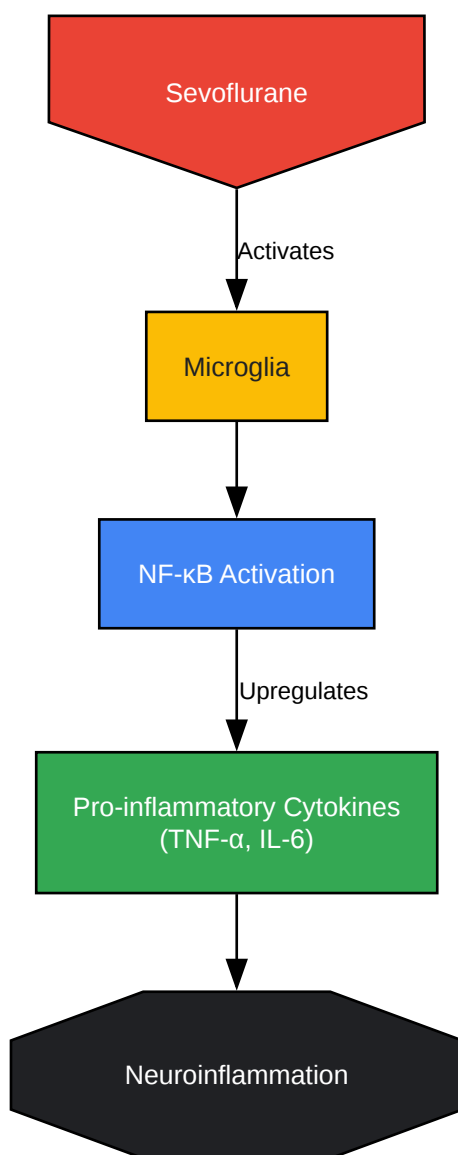 Sevoflurane
Activates
Microglia
NF-κB Activation
Upregulates
Pro-inflammatory Cytokines
(TNF-α, IL-6)
Neuroinflammation